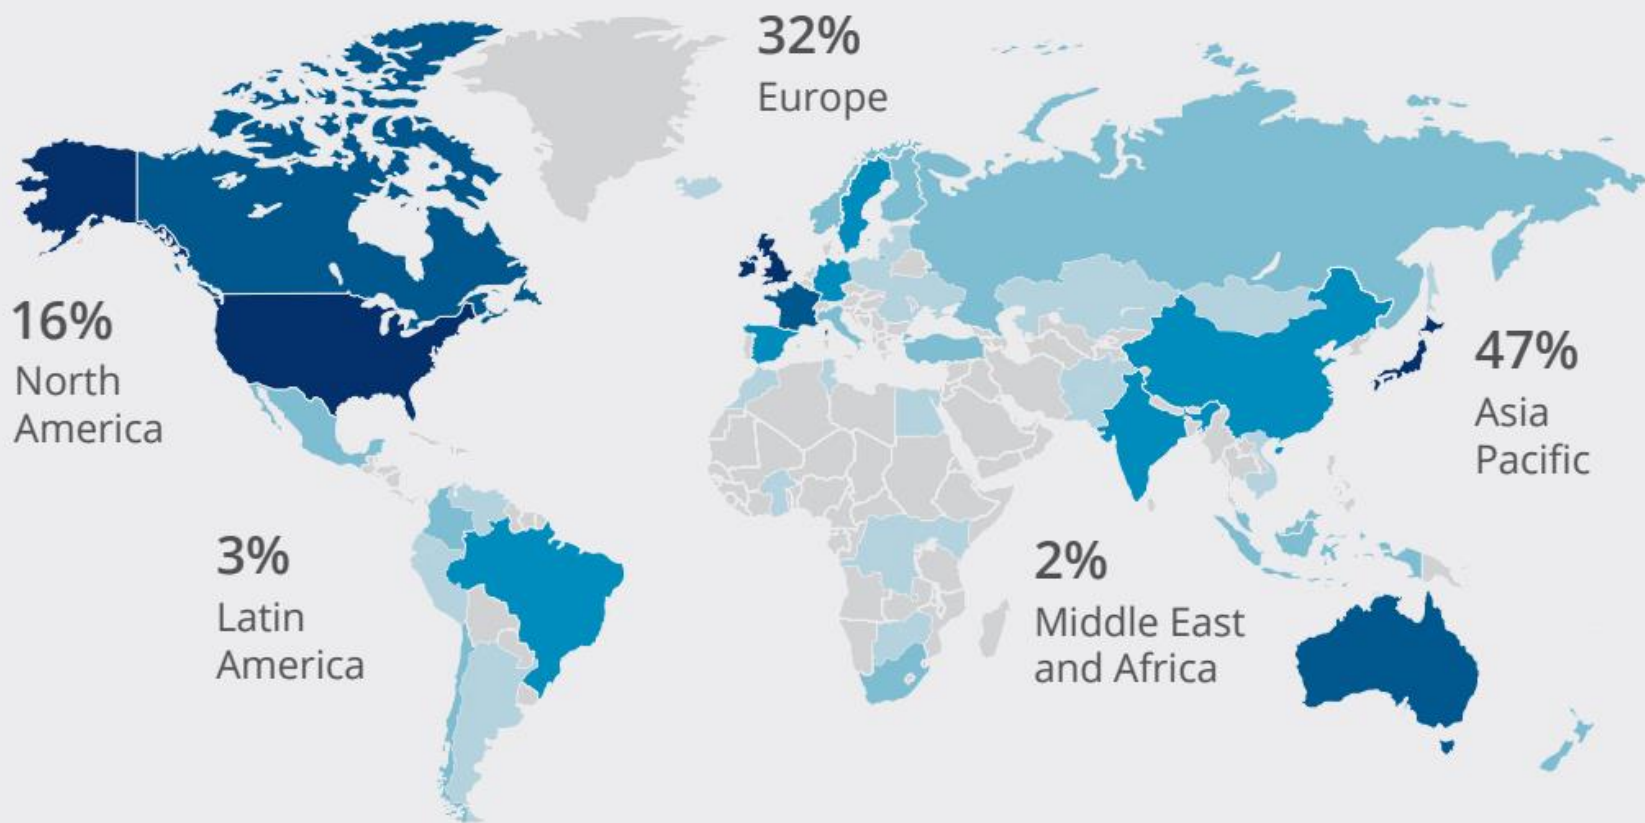 32%
Europe
16%
North
America
47%
Asia
Pacific
3%
Latin
America
2%
Middle East
and Africa